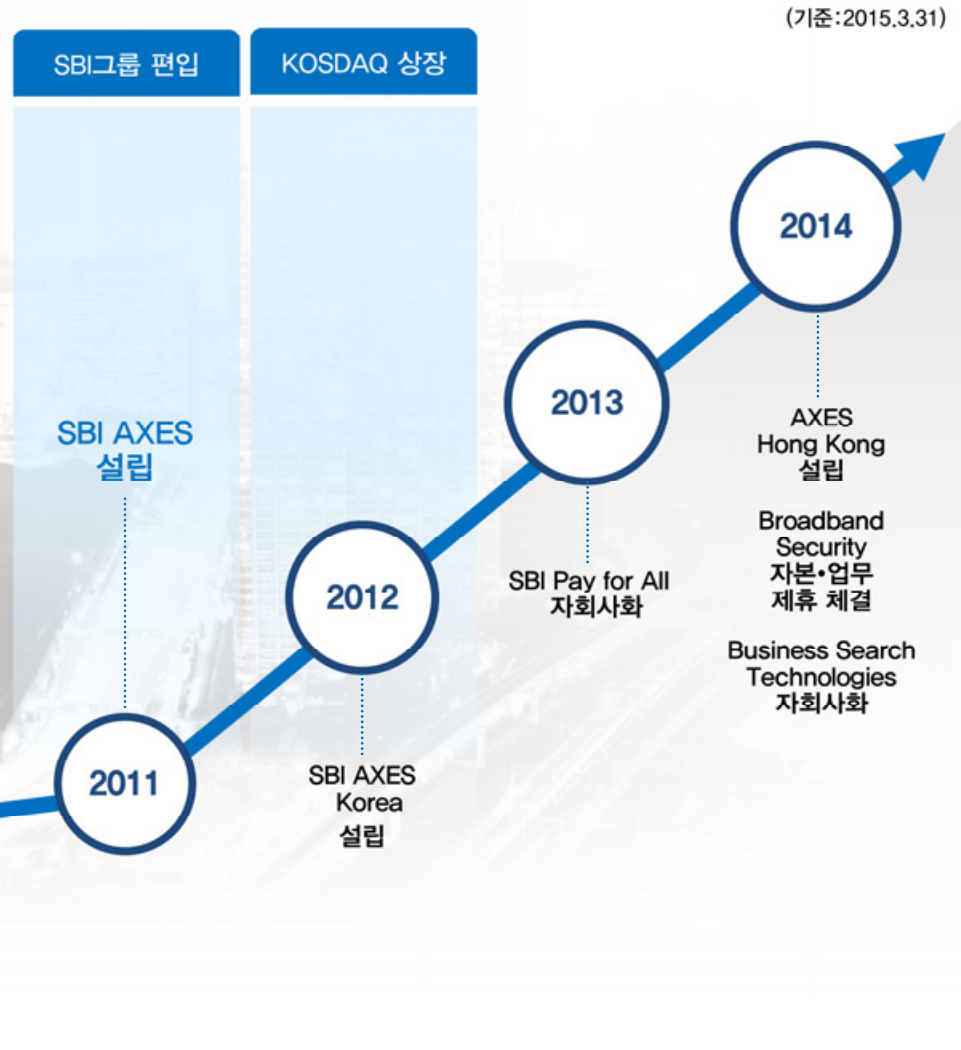 (기준:2015.3.31)
SBI그룹 편입
KOSDAQ 상장
SBI AXES
설립
2011
2012
SBI AXES
Korea
설립
2013
SBI Pay for All
자회사화
2014
AXES
Hong Kong
설립
Broadband
Security
자본•업무
제휴 체결
Business Search
Technologies
자회사화